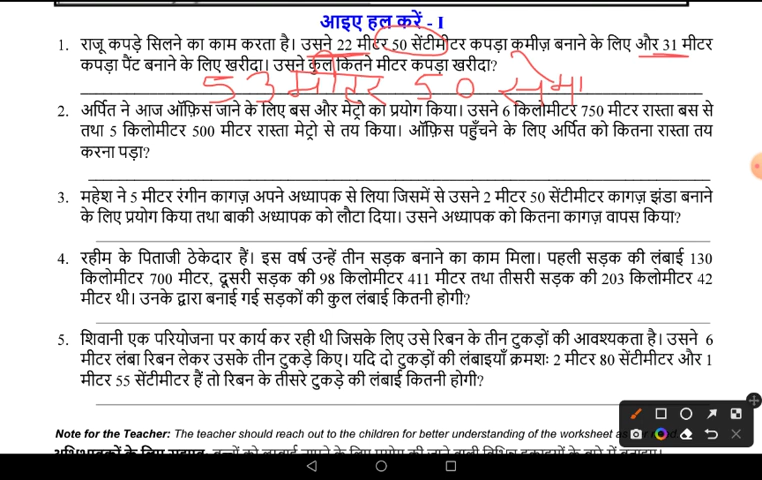 आइए हल करें - I
1. राजू कपड़े सिलने का काम करता है। उसने 22 मीटर 50 सेंटीमीटर कपड़ा कमीज़ बनाने के लिए और 31 मीटर
कपड़ा पैंट बनाने के लिए खरीदा। उसने कुल कितने मीटर कपड़ा खरीदा?
53 मीटर 50 सेमी
2. अर्पित ने आज ऑफ़िस जाने के लिए बस और मेट्रो का प्रयोग किया। उसने 6 किलोमीटर 750 मीटर रास्ता बस से
तथा 5 किलोमीटर 500 मीटर रास्ता मेट्रो से तय किया। ऑफ़िस पहुँचने के लिए अर्पित को कितना रास्ता तय
करना पड़ा?
3. महेश ने 5 मीटर रंगीन कागज़ अपने अध्यापक से लिया जिसमें से उसने 2 मीटर 50 सेंटीमीटर कागज़ झंडा बनाने
के लिए प्रयोग किया तथा बाकी अध्यापक को लौटा दिया। उसने अध्यापक को कितना कागज़ वापस किया?
4. रहीम के पिताजी ठेकेदार हैं। इस वर्ष उन्हें तीन सड़क बनाने का काम मिला। पहली सड़क की लंबाई 130
किलोमीटर 700 मीटर, दूसरी सड़क की 98 किलोमीटर 411 मीटर तथा तीसरी सड़क की 203 किलोमीटर 42
मीटर थी। उनके द्वारा बनाई गई सड़कों की कुल लंबाई कितनी होगी?
5. शिवानी एक परियोजना पर कार्य कर रही थी जिसके लिए उसे रिबन के तीन टुकड़ों की आवश्यकता है। उसने 6
मीटर लंबा रिबन लेकर उसके तीन टुकड़े किए। यदि दो टुकड़ों की लंबाइयाँ क्रमशः 2 मीटर 80 सेंटीमीटर और 1
मीटर 55 सेंटीमीटर हैं तो रिबन के तीसरे टुकड़े की लंबाई कितनी होगी?
Note for the Teacher: The teacher should reach out to the children for better understanding of the worksheet